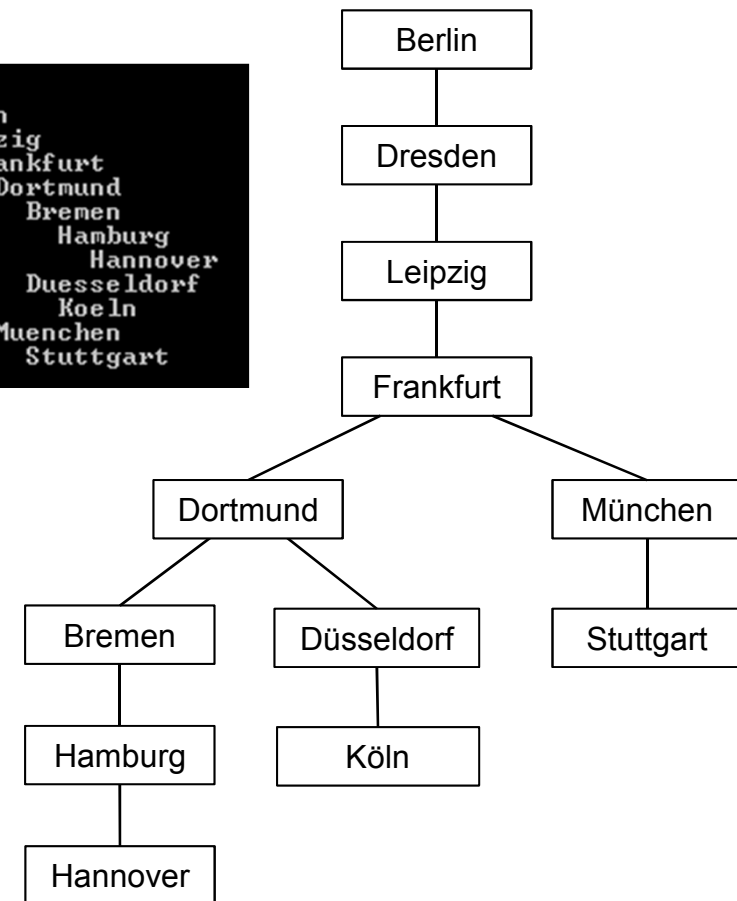 ankfurt
Dortmund
Bremen
Hamburg
Hannover
Duesseldorf
Koeln
Muenchen
Stuttgart
Berlin
Dresden
Leipzig
Frankfurt
Dortmund
München
Bremen
Düsseldorf
Stuttgart
Hamburg
Köln
Hannover